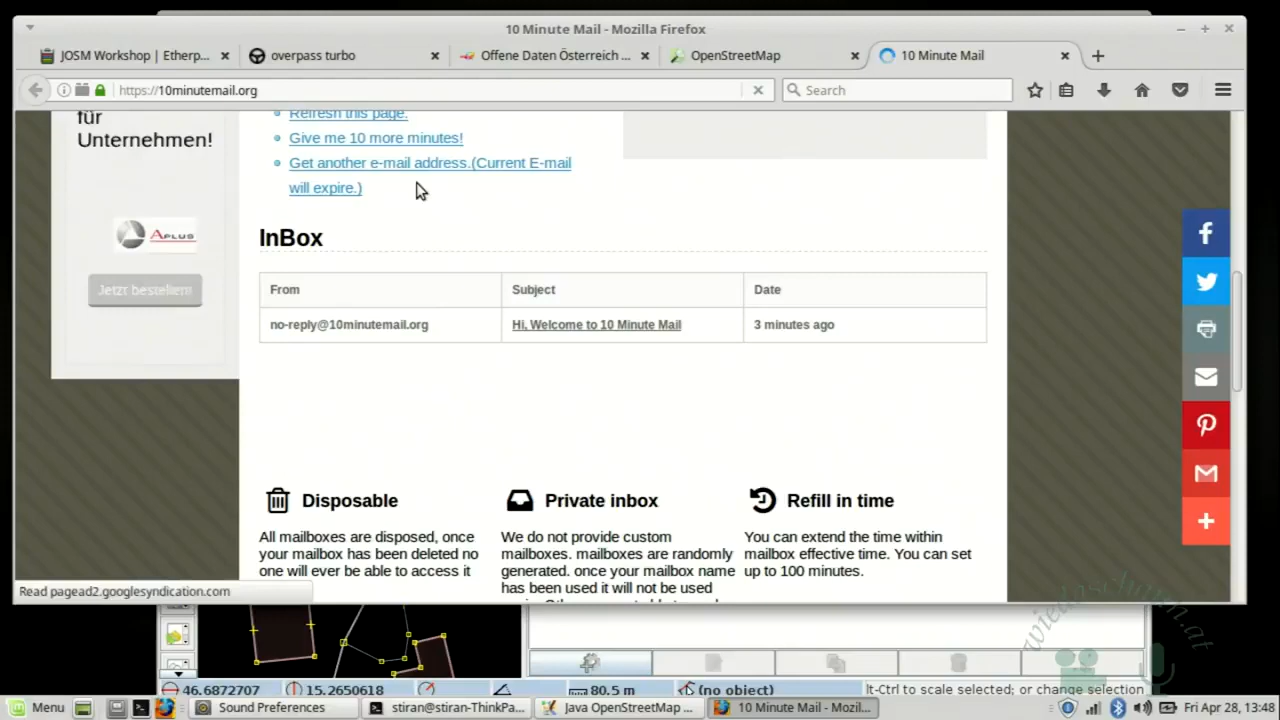 10 Minute Mail - Mozilla Firefox
JOSM Workshop | Etherp...
overpass turbo
Offene Daten Österreich ...
OpenStreetMap
10 Minute Mail
https://10minutemail.org
Search
für
Unternehmen!
APLUS
Jetzt bestellen!
Refresh this page.
Give me 10 more minutes!
Get another e-mail address.(Current E-mail
will expire.)
InBox
From Subject Date
no-reply@10minutemail.org Hi, Welcome to 10 Minute Mail 3 minutes ago
Disposable
All mailboxes are disposed, once
your mailbox has been deleted no
one will ever be able to access it
Private inbox
We do not provide custom
mailboxes. mailboxes are randomly
generated. once your mailbox name
has been used it will not be used
Refill in time
You can extend the time within
mailbox effective time. You can set
up to 100 minutes.
Read pagead2.googlesyndication.com
wiedasolmm.at
46.6872707 15.2650618 80.5 m (no object) lt-Ctrl to scale selected; or change selection
Menu Sound Preferences stiran@stiran-ThinkPa... Java OpenStreetMap ... 10 Minute Mail - Mozil... Fri Apr 28, 13:48